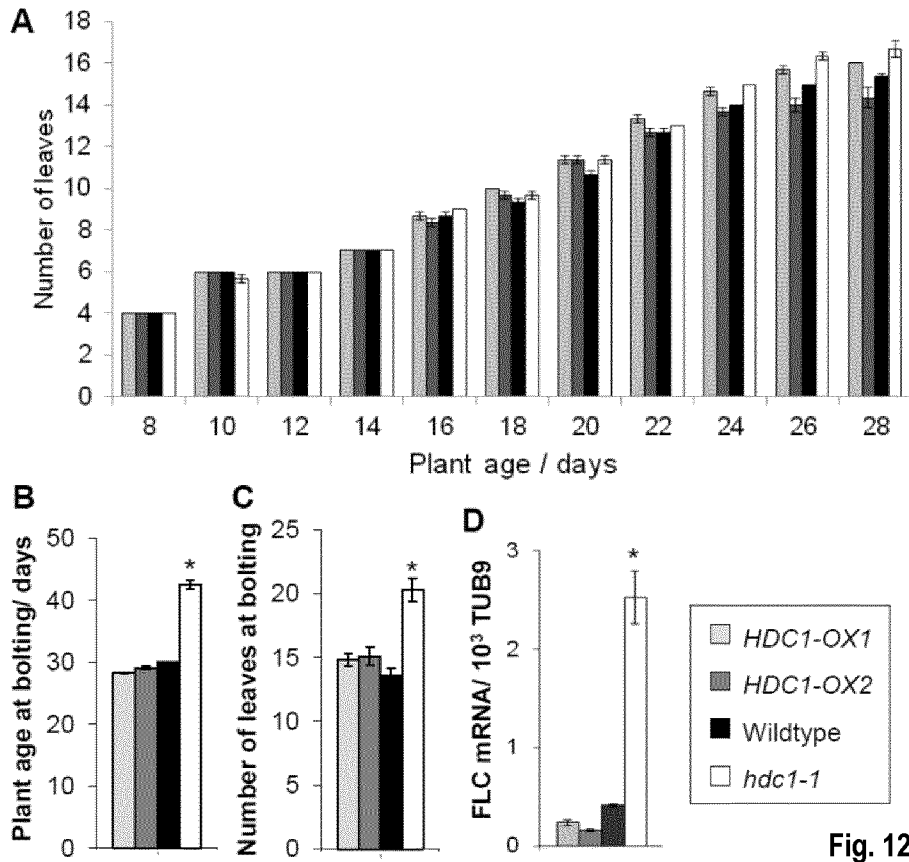 A
Number of leaves
18
16
14
12
10
8
6
4
2
0
8 10 12 14 16 18 20 22 24 26 28
Plant age / days
B
Plant age at bolting/ days
50
40
30
20
10
0
*
C
Number of leaves at bolting
25
20
15
10
5
0
*
D
FLC mRNA/ 10³ TUB9
3
2
1
0
*
HDC1-OX1
HDC1-OX2
Wildtype
hdc1-1
Fig. 12